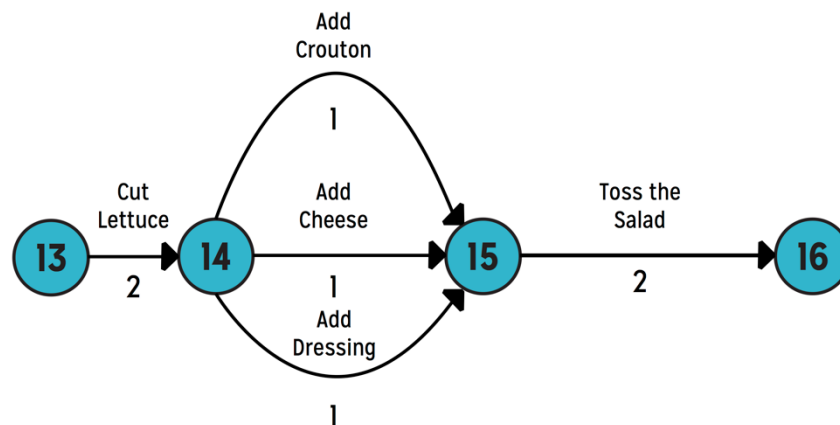 Add
Crouton
1
Cut
Lettuce
Add
Cheese
Toss the
Salad
13
14
15
16
2
1
2
Add
Dressing
1